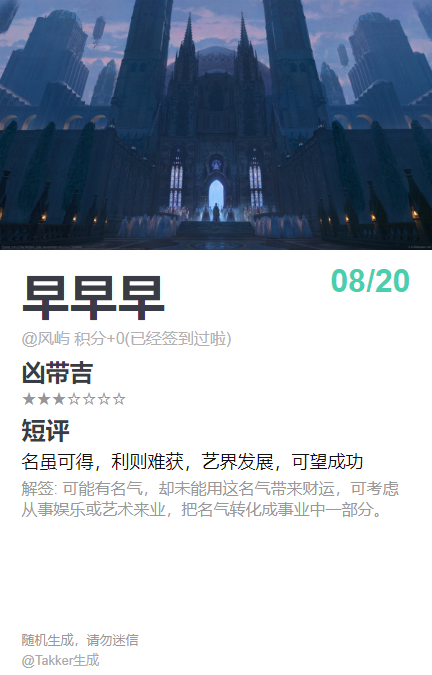 早早早
08/20
@风屿 积分+0(已经签到过啦)
凶带吉
★★★☆☆☆☆
短评
名虽可得，利则难获，艺界发展，可望成功
解签: 可能有名气，却未能用这名气带来财运，可考虑
从事娱乐或艺术来业，把名气转化成事业中一部分。
随机生成，请勿迷信
@Takker生成